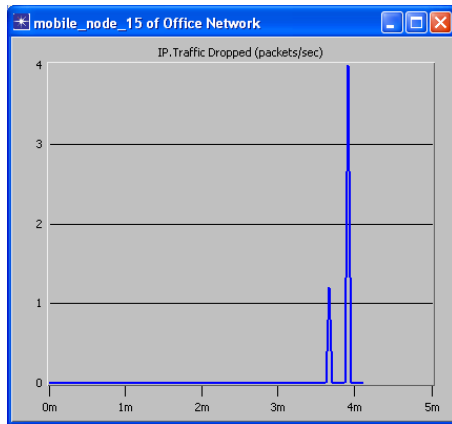 mobile_node_15 of Office Network
IP.Traffic Dropped (packets/sec)
4
3
2
1
0
0m 1m 2m 3m 4m 5m